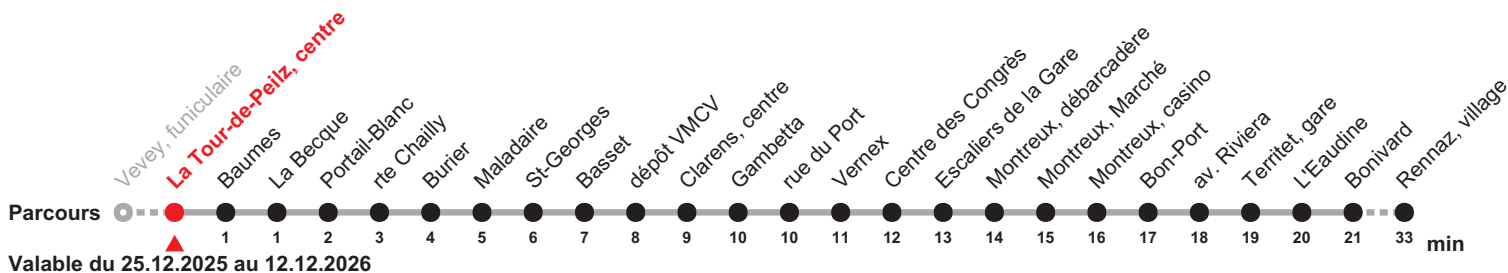 Vevey, funiculaire
La Tour-de-Peilz, centre
Baumes
La Becque
Portail-Blanc
rte Chailly
Burier
Maladaire
St-Georges
Basset
dépôt VMCV
Clarens, centre
Gambetta
rue du Port
Vernex
Centre des Congrès
Escaliers de la Gare
Montreux, débarcadère
Montreux, Marché
Montreux, casino
Bon-Port
av. Riviera
Territet, gare
L'Eaudine
Bonivard
Rennaz, village
Parcours
1 1 2 3 4 5 6 7 8 9 10 10 11 12 13 14 15 16 17 18 19 20 21 33 min
Valable du 25.12.2025 au 12.12.2026